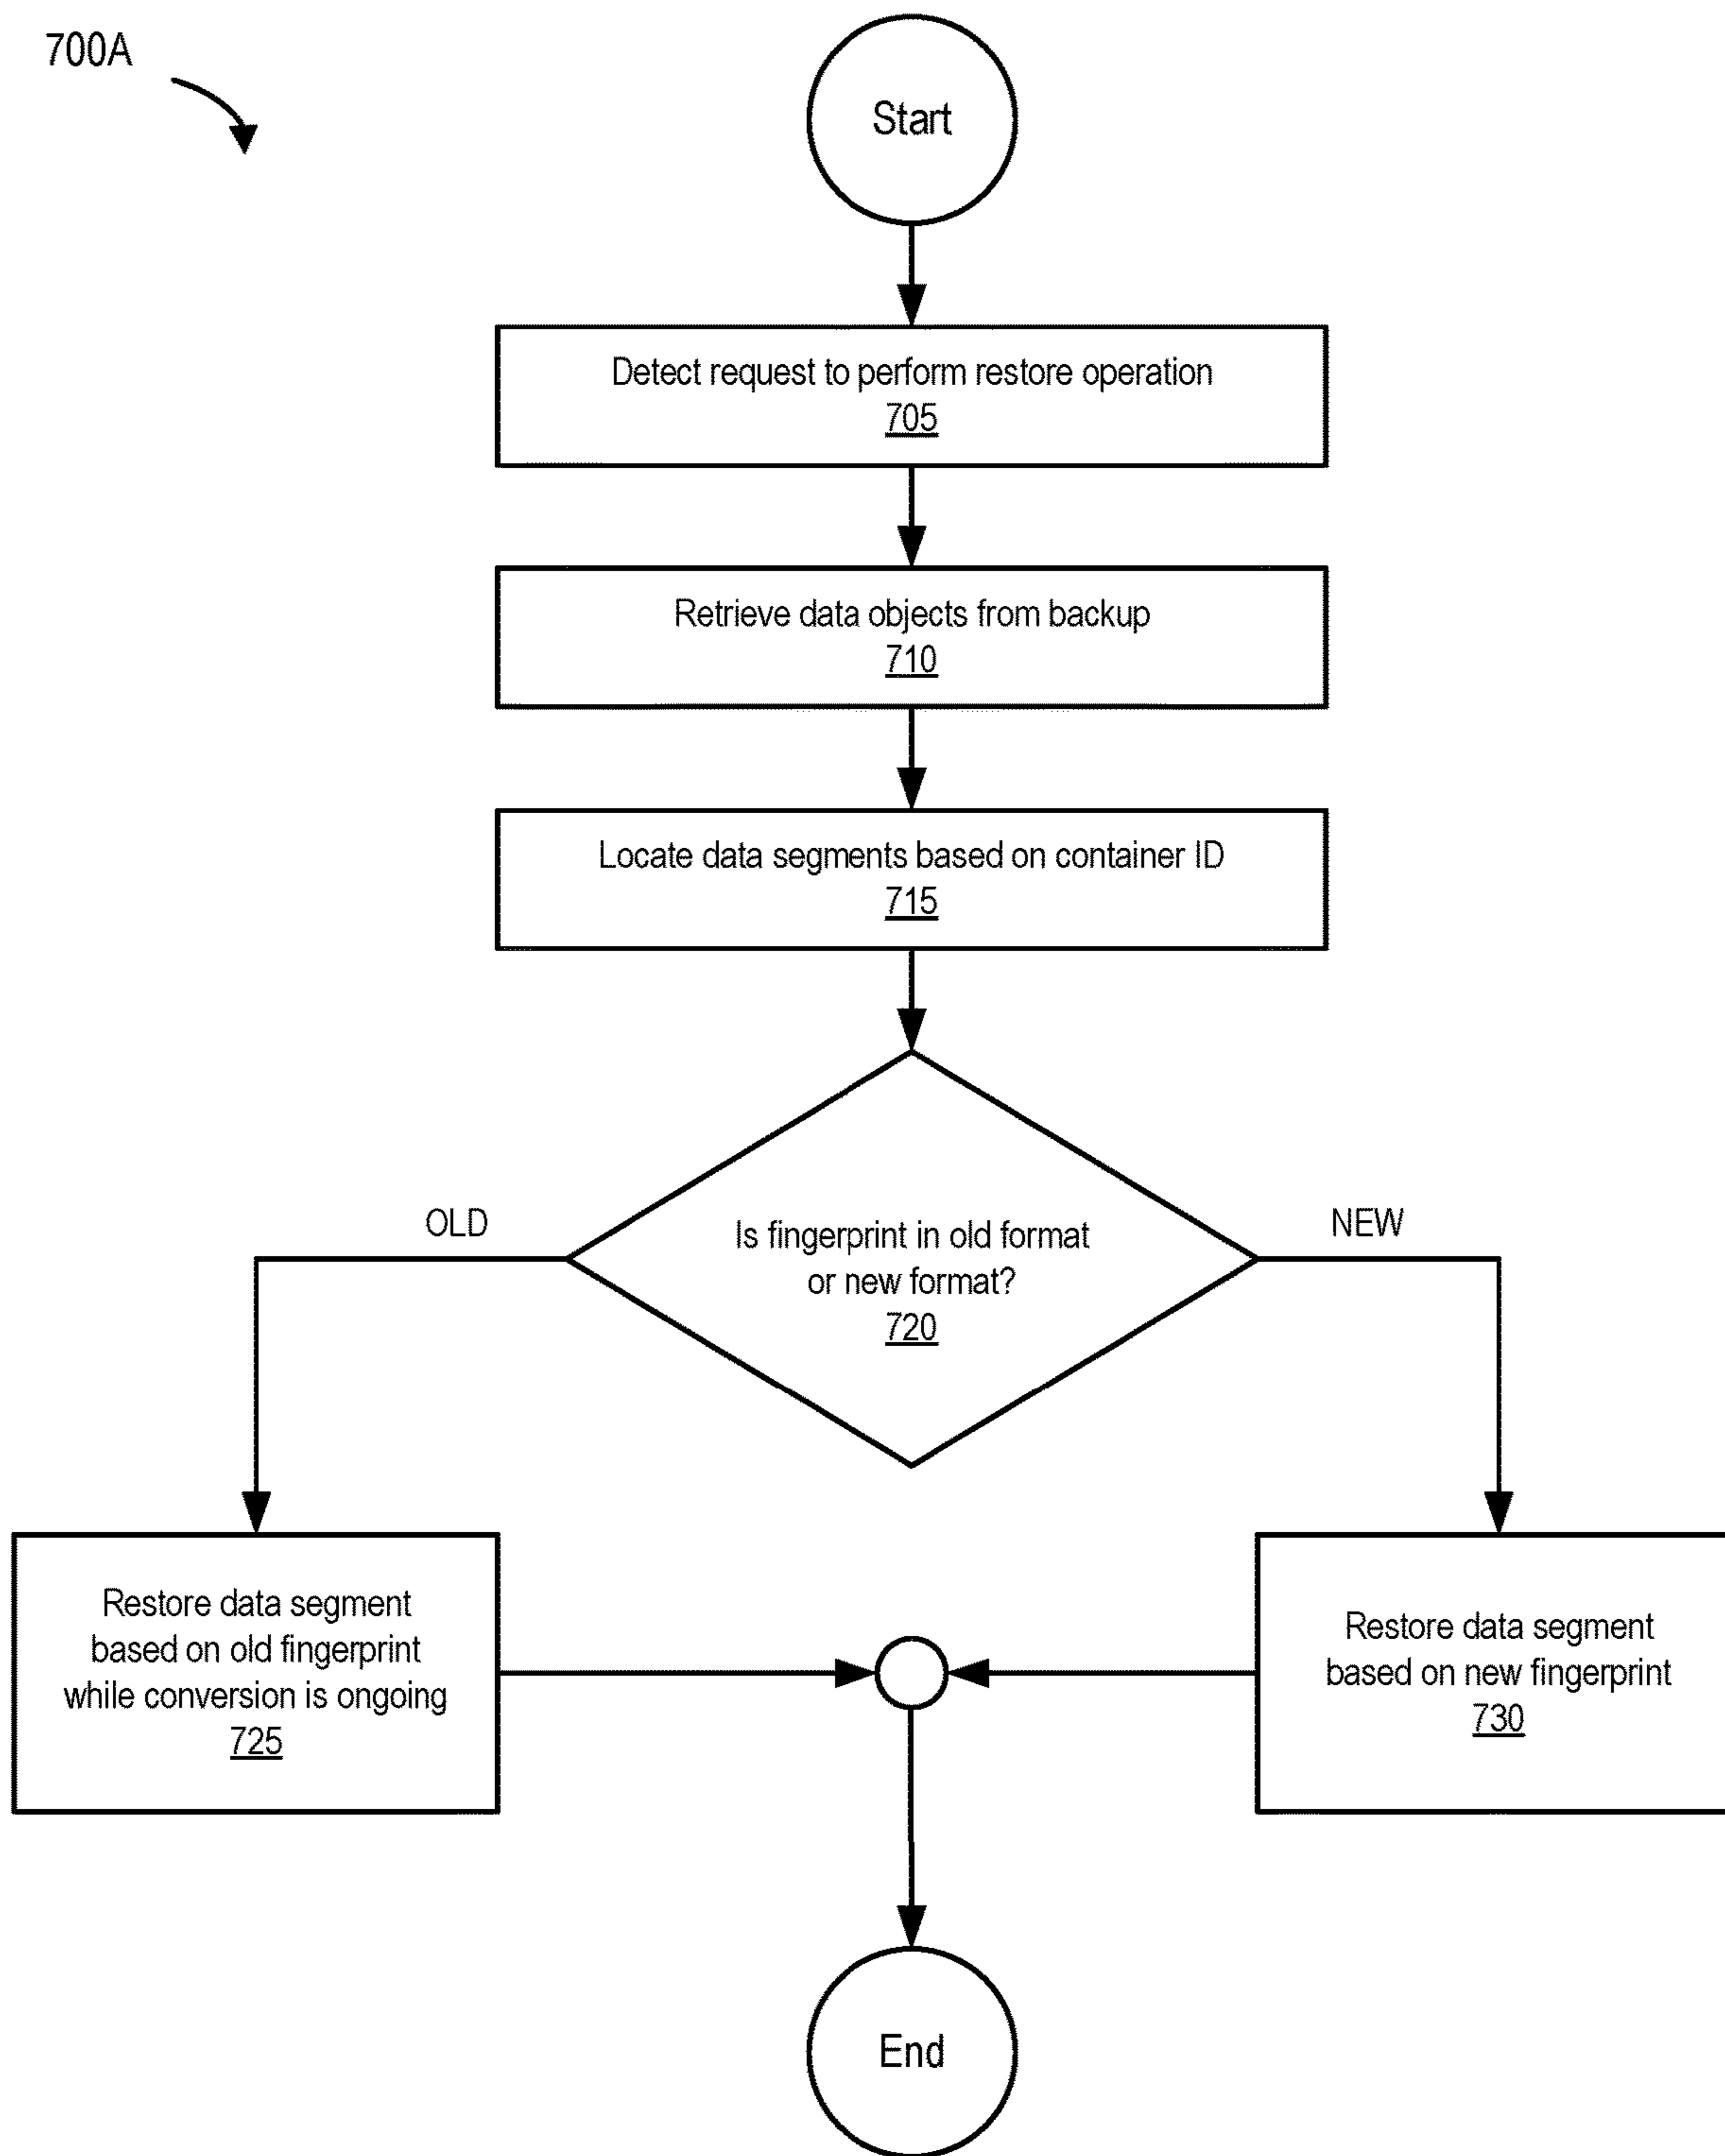 700A
Start
Detect request to perform restore operation
705
Retrieve data objects from backup
710
Locate data segments based on container ID
715
OLD
NEW
Is fingerprint in old format
or new format?
720
Restore data segment
based on old fingerprint
while conversion is ongoing
725
Restore data segment
based on new fingerprint
730
End